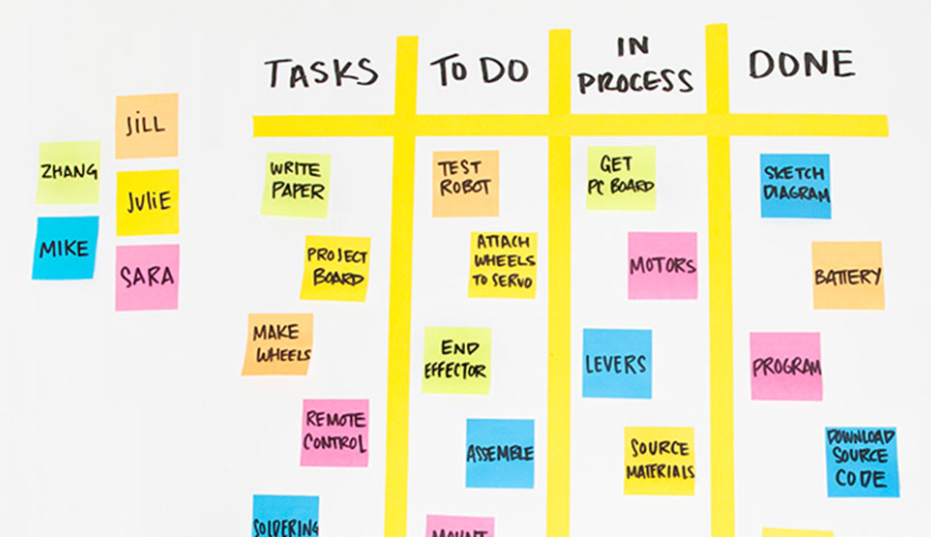 TASKS
TO DO
IN
PROCESS
DONE
JILL
ZHANG
JULIE
MIKE
SARA
WRITE
PAPER
PROJECT
BOARD
MAKE
WHEELS
REMOTE
CONTROL
SOLDERING
TEST
ROBOT
ATTACH
WHEELS
TO SERVO
END
EFFECTOR
ASSEMBLE
MOUNT
GET
PC BOARD
MOTORS
LEVERS
SOURCE
MATERIALS
SKETCH
DIAGRAM
BATTERY
PROGRAM
DOWNLOAD
SOURCE
CODE